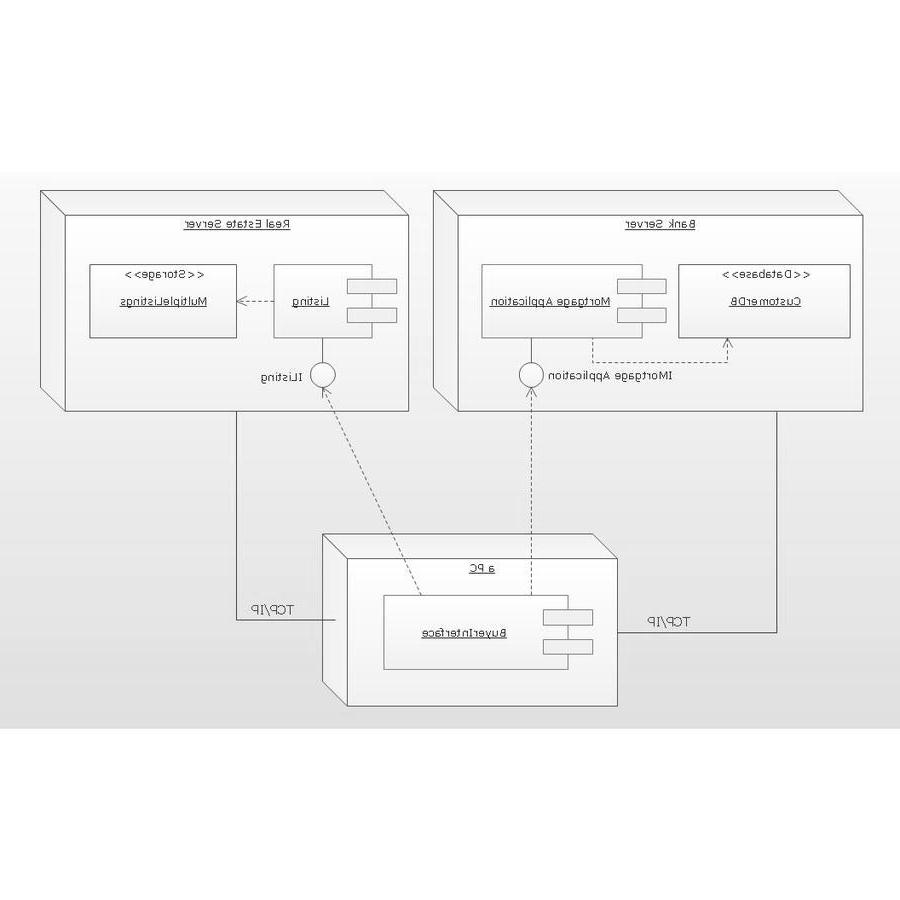 Real Estate Server
Bank Server
<<Storage>>
MultipleListings
Listing
IListing
Mortgage Application
<<Database>>
CustomerDB
IMortgage Application
a PC
BuyerInterface
TCP/IP
TCP/IP